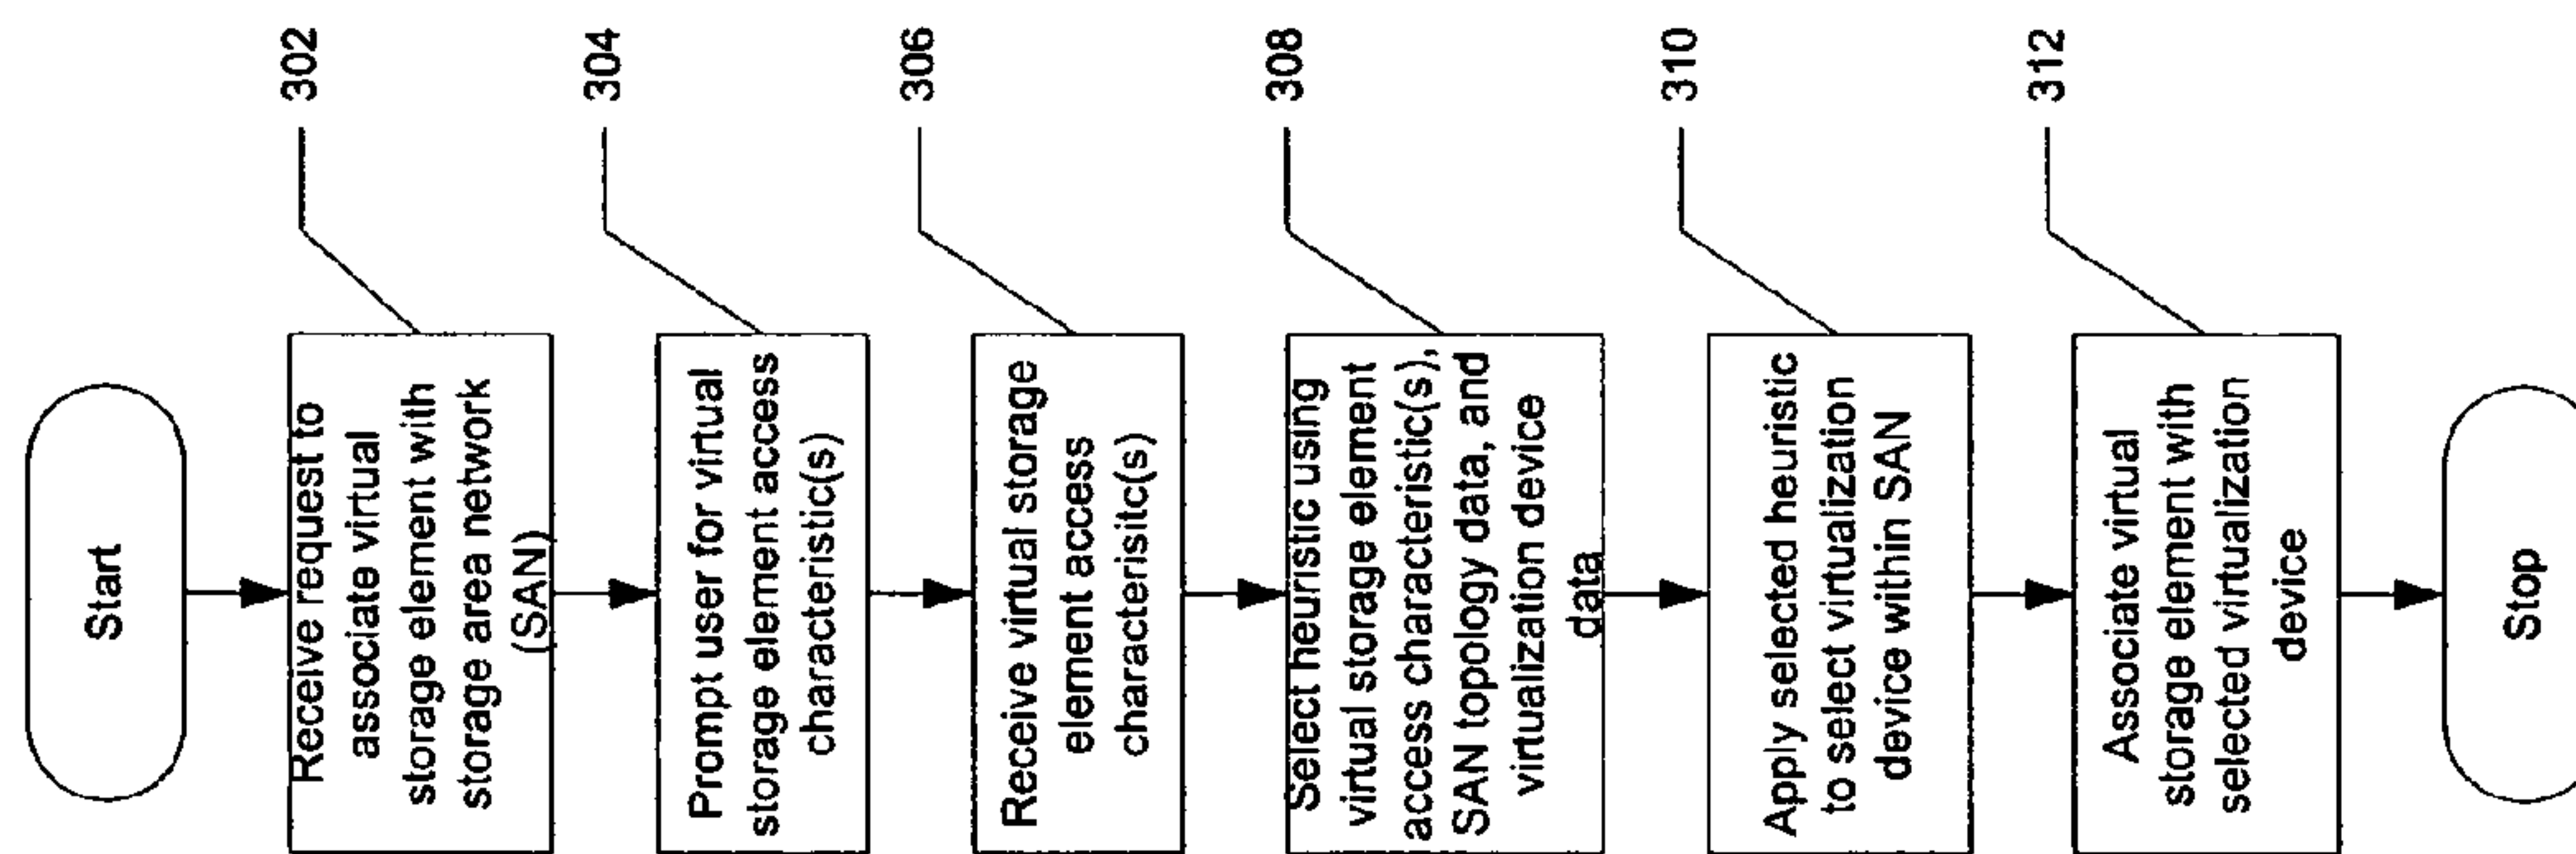 Start
Receive request to
associate virtual
storage element with
storage area network
(SAN)
302
Prompt user for virtual
storage element access
characteristic(s)
304
Receive virtual storage
element access
characterisitc(s)
306
Select heuristic using
virtual storage element
access characteristic(s),
SAN topology data, and
virtualization device
data
308
Apply selected heuristic
to select virtualization
device within SAN
310
Associate virtual
storage element with
selected virtualization
device
312
Stop